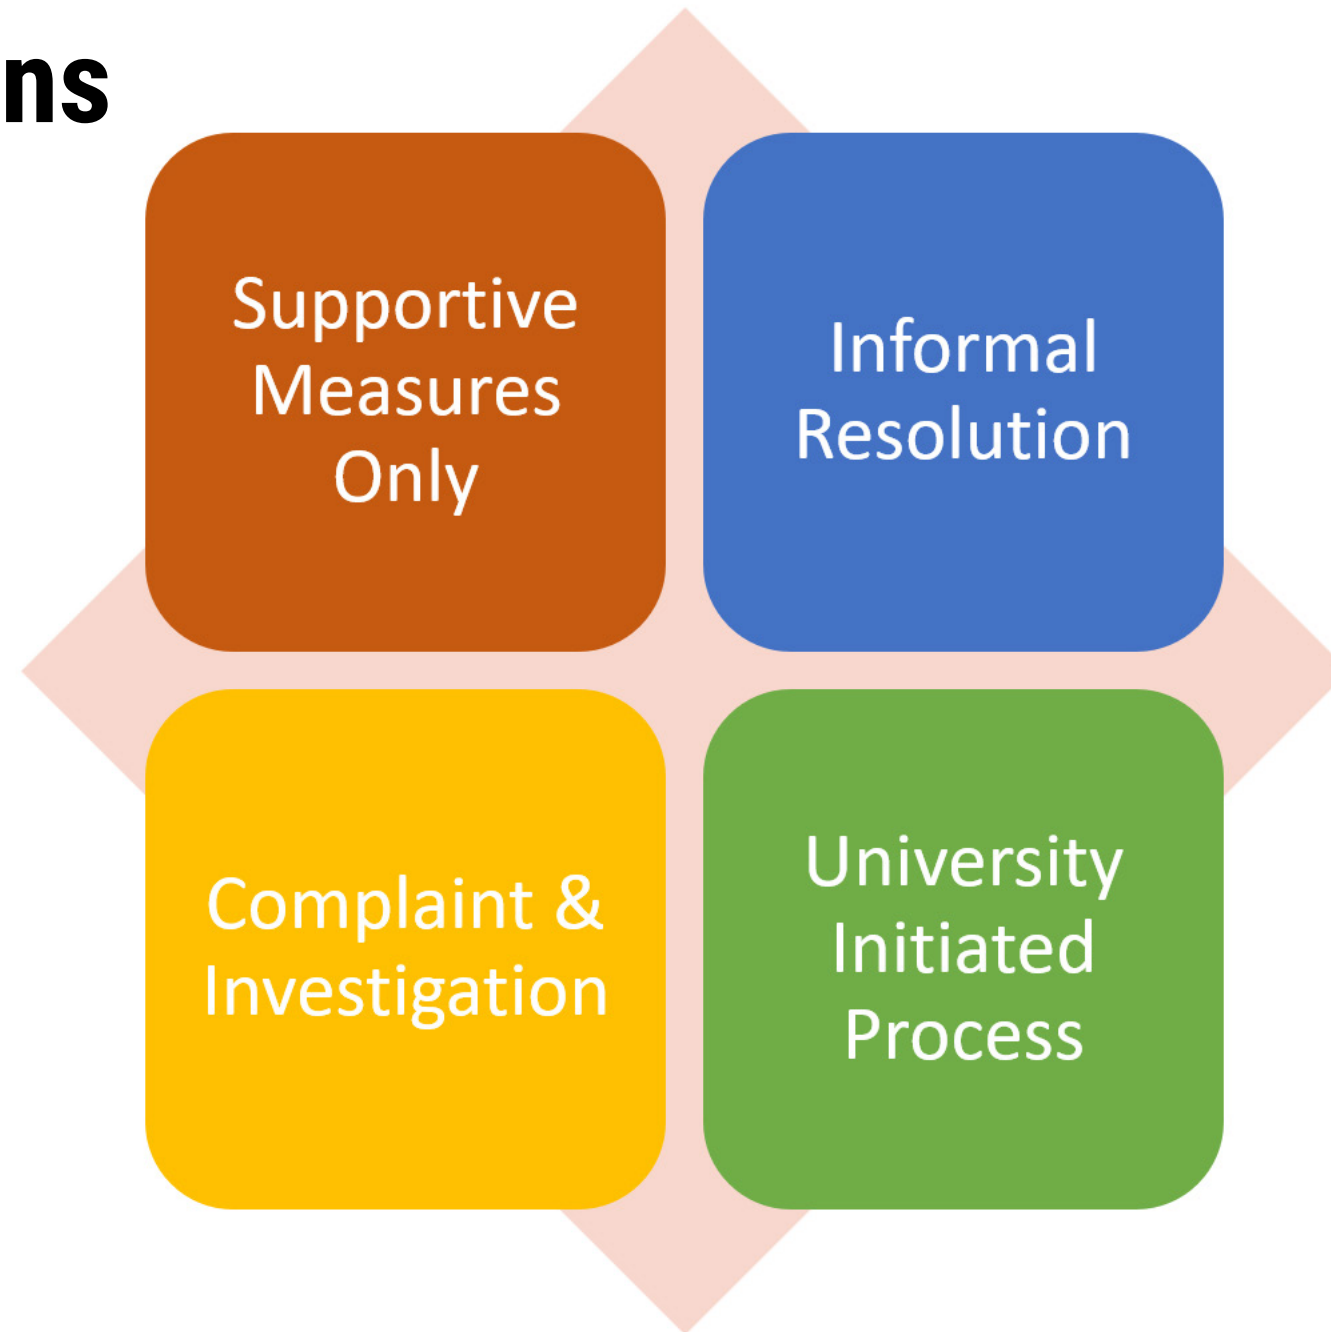 ns
Supportive
Measures
Only
Informal
Resolution
Complaint &
Investigation
University
Initiated
Process